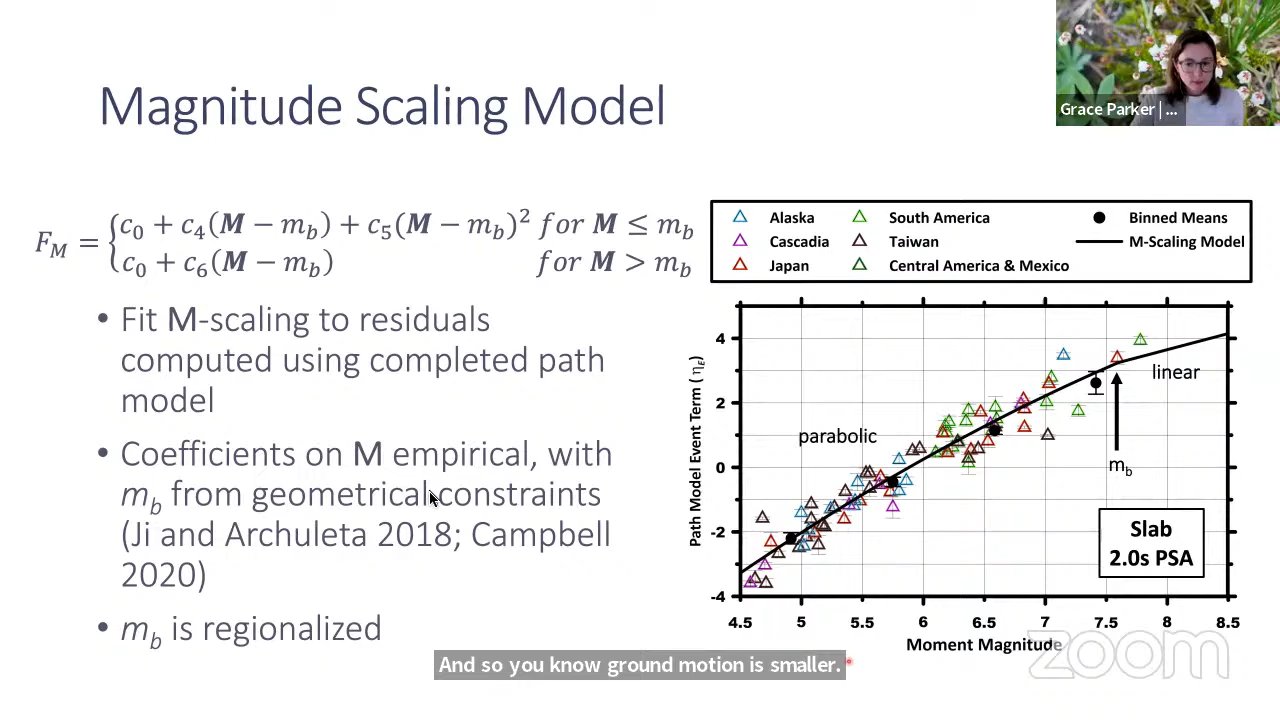 Grace Parker | ...
Magnitude Scaling Model
F_M = { c_0 + c_4(M − m_b) + c_5(M − m_b)^2 for M ≤ m_b
c_0 + c_6(M − m_b) for M > m_b
• Fit M-scaling to residuals
computed using completed path
model
• Coefficients on M empirical, with
m_b from geometrical constraints
(Ji and Archuleta 2018; Campbell
2020)
• m_b is regionalized
Alaska South America Binned Means
Cascadia Taiwan M-Scaling Model
Japan Central America & Mexico
Path Model Event Term (η_E)
4
2
0
-2
-4
linear
parabolic
m_b
Slab
2.0s PSA
4.5 5 5.5 6 6.5 7 7.5 8 8.5
Moment Magnitude
zoom
And so you know ground motion is smaller.